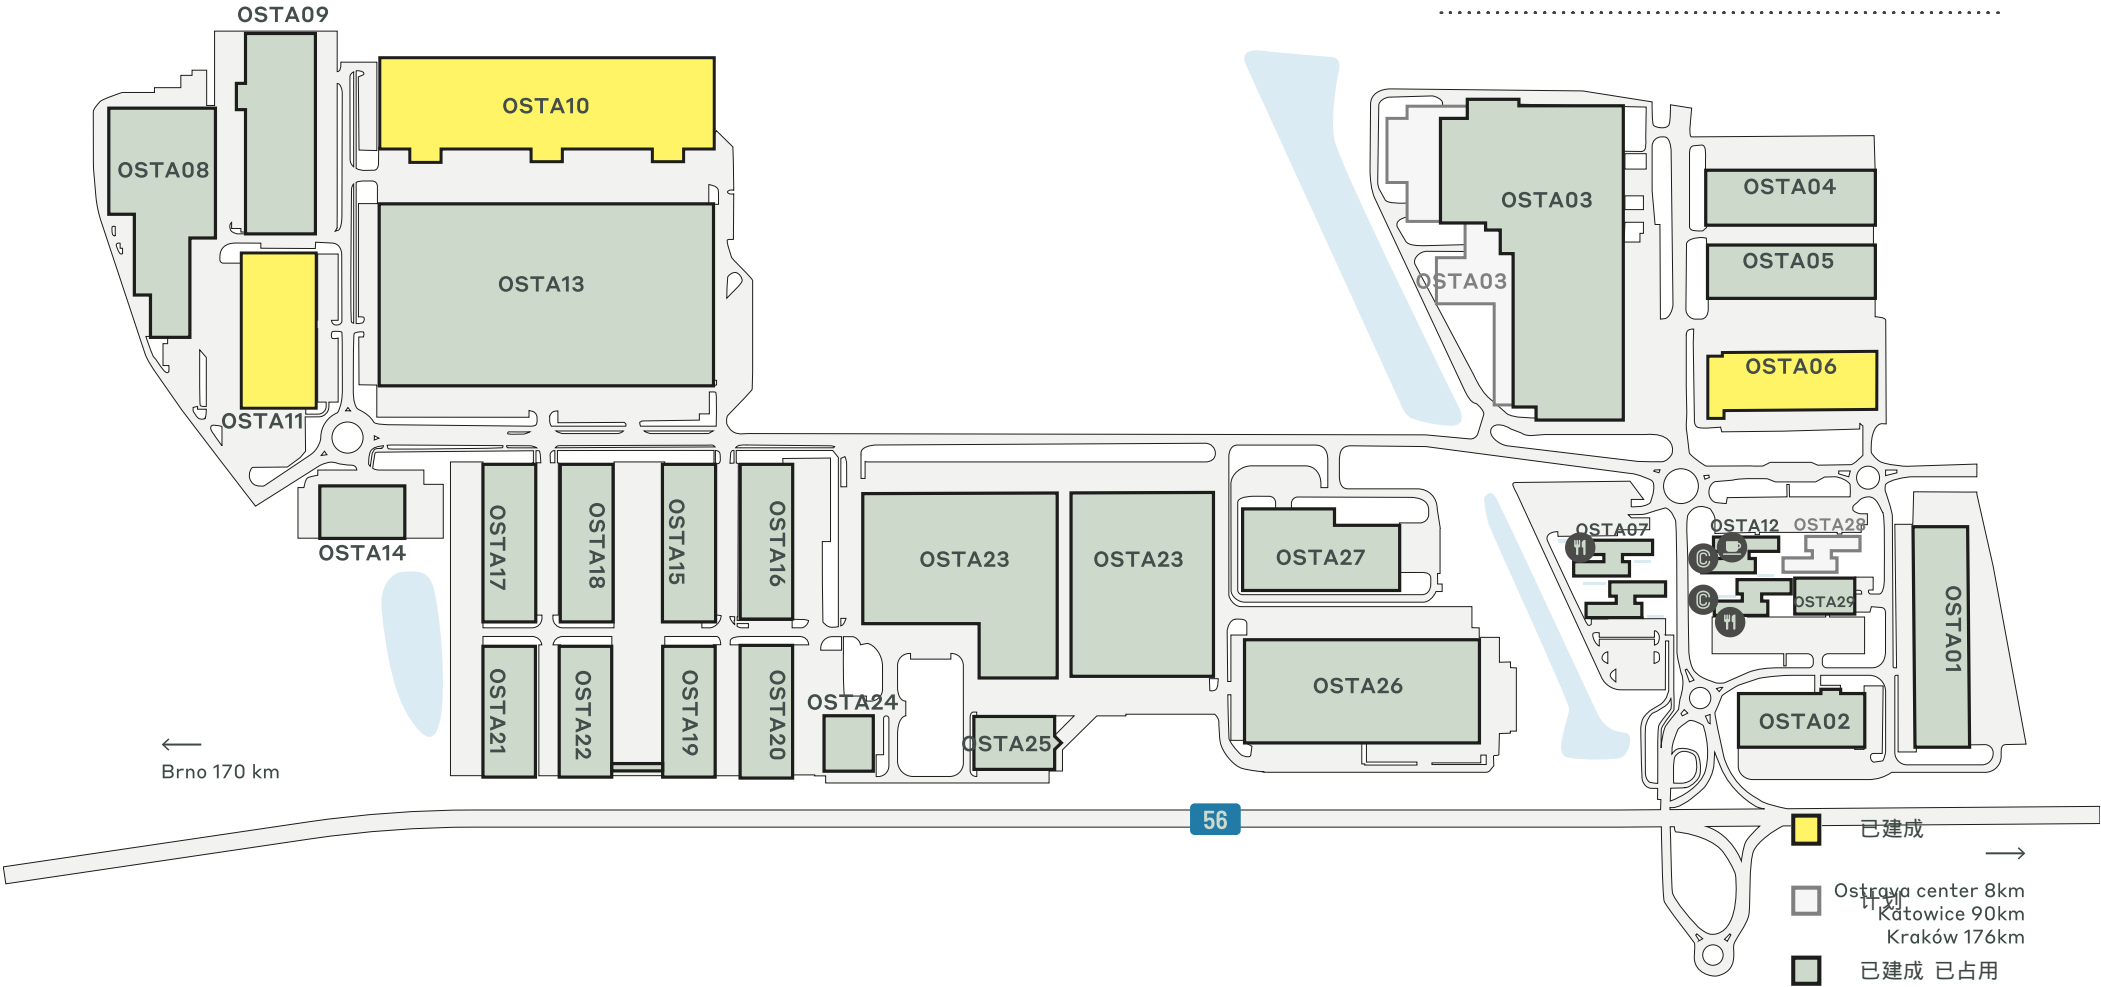 OSTA09
OSTA10
OSTA08
OSTA03
OSTA04
OSTA05
OSTA13
OSTA03
OSTA06
OSTA11
OSTA17
OSTA18
OSTA15
OSTA16
OSTA14
OSTA23
OSTA23
OSTA27
OSTA07
OSTA12
OSTA28
C
C
OSTA29
OSTA01
OSTA21
OSTA22
OSTA19
OSTA20
OSTA24
OSTA25
OSTA26
OSTA02
Brno 170 km
56
已建成
Ostrava center 8km
计划
Katowice 90km
Kraków 176km
已建成 已占用